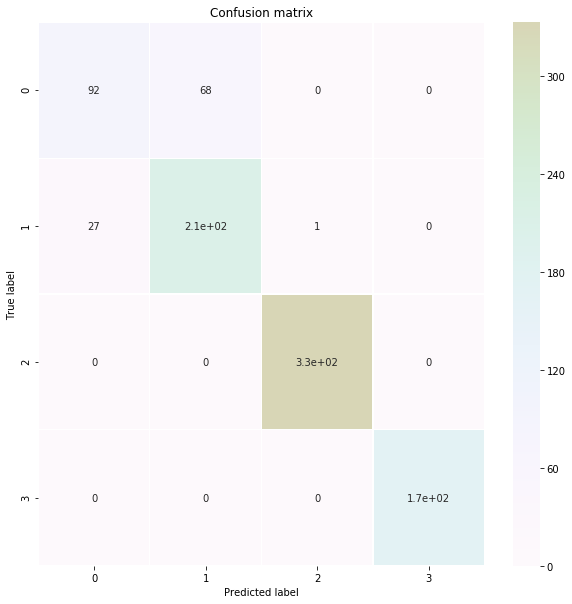 Confusion matrix
0 92 68 0 0
1 27 2.1e+02 1 0
2 0 0 3.3e+02 0
3 0 0 0 1.7e+02
0 1 2 3
True label
Predicted label
320
240
180
120
60
0